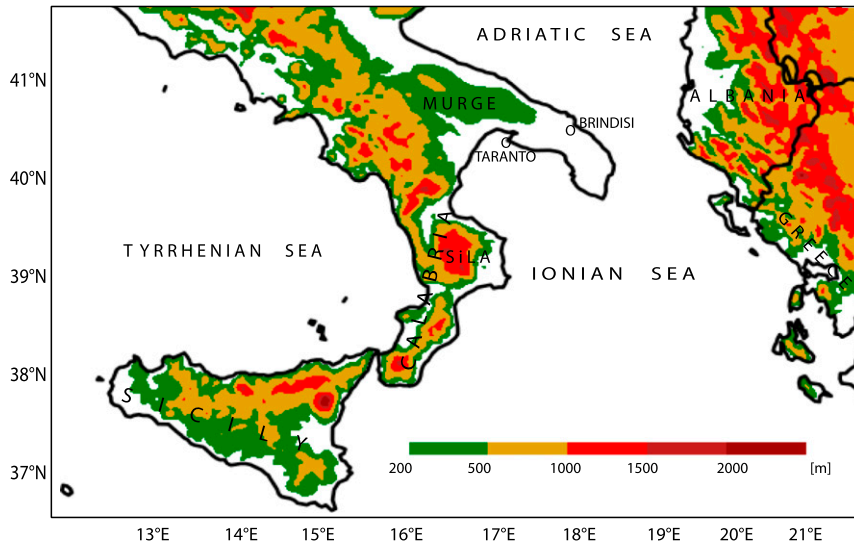 ADRIATIC SEA
41°N
MURGE
ALBANIA
BRINDISI
TARANTO
40°N
GREECE
CALABRIA
TYRRHENIAN SEA
SiLA
IONIAN SEA
39°N
38°N
SICILY
37°N
200 500 1000 1500 2000 [m]
13°E 14°E 15°E 16°E 17°E 18°E 19°E 20°E 21°E